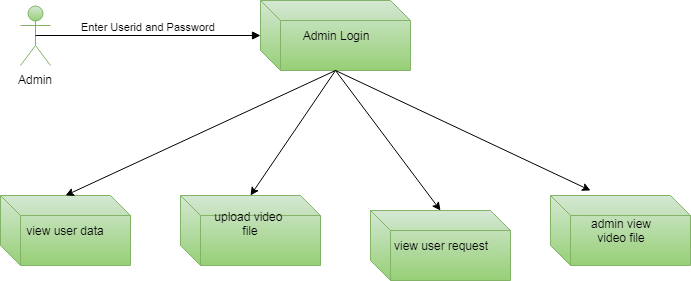 Enter Userid and Password
Admin Login
Admin
view user data
upload video
file
view user request
admin view
video file